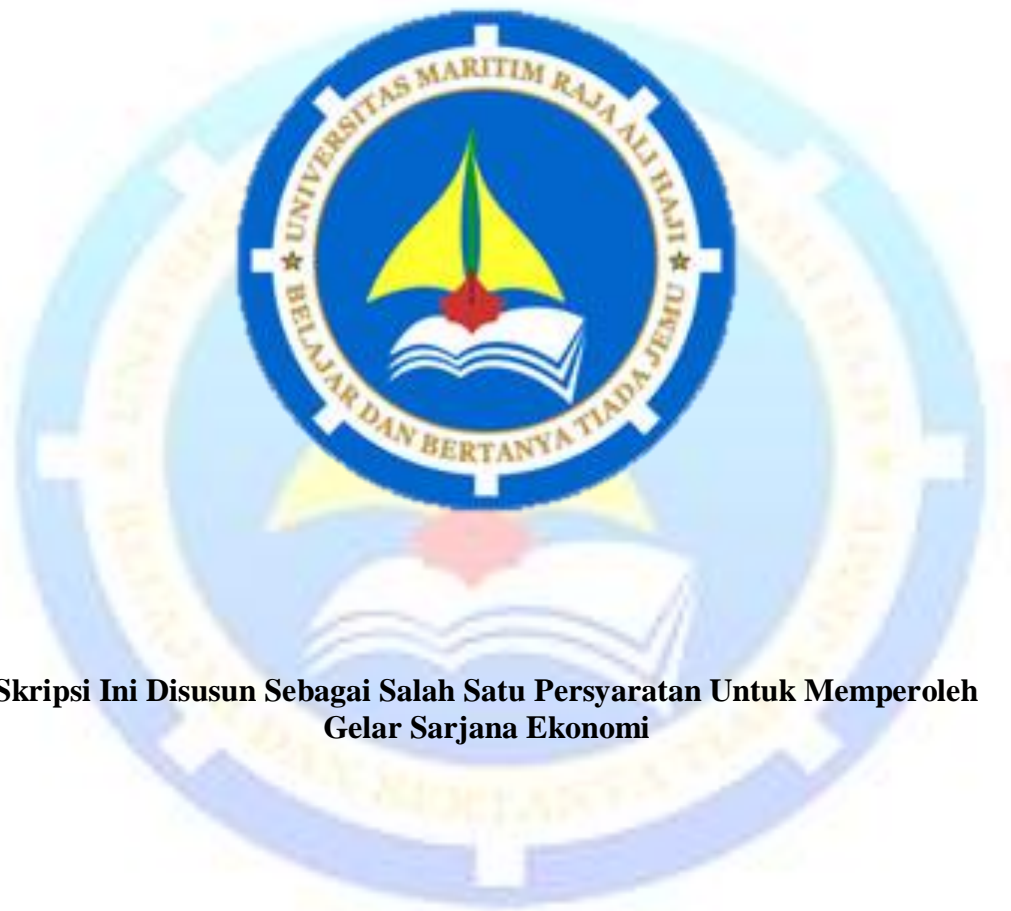 UNIVERSITAS MARITIM RAJA ALI HAJI
BELAJAR DAN BERTANYA TIADA JEMU
Skripsi Ini Disusun Sebagai Salah Satu Persyaratan Untuk Memperoleh
Gelar Sarjana Ekonomi